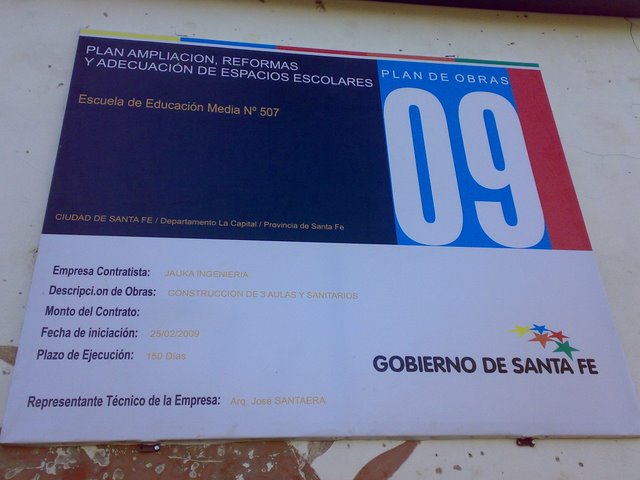 PLAN AMPLIACION, REFORMAS
Y ADECUACIÓN DE ESPACIOS ESCOLARES
PLAN DE OBRAS
09
Escuela de Educación Media Nº 507
CIUDAD DE SANTA FE / Departamento La Capital / Provincia de Santa Fe
Empresa Contratista: JAUKA INGENIERIA
Descripci.on de Obras: CONSTRUCCION DE 3 AULAS Y SANITARIOS
Monto del Contrato:
Fecha de iniciación: 25/02/2009
Plazo de Ejecución: 150 Días
GOBIERNO DE SANTA FE
Representante Técnico de la Empresa: Arq. José SANTAERA